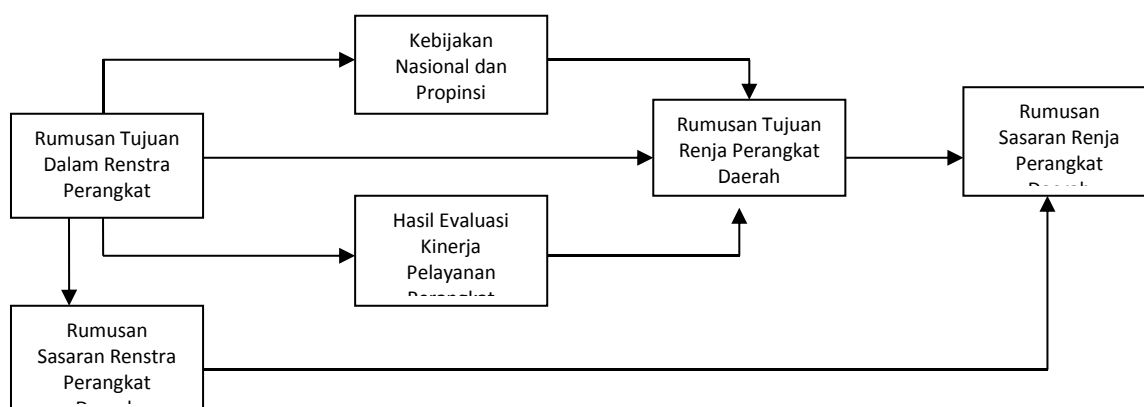 Kebijakan
Nasional dan
Propinsi
Rumusan Tujuan
Dalam Renstra
Perangkat
Rumusan Tujuan
Renja Perangkat
Daerah
Rumusan
Sasaran Renja
Perangkat
Hasil Evaluasi
Kinerja
Pelayanan
Perangkat
Rumusan
Sasaran Renstra
Perangkat